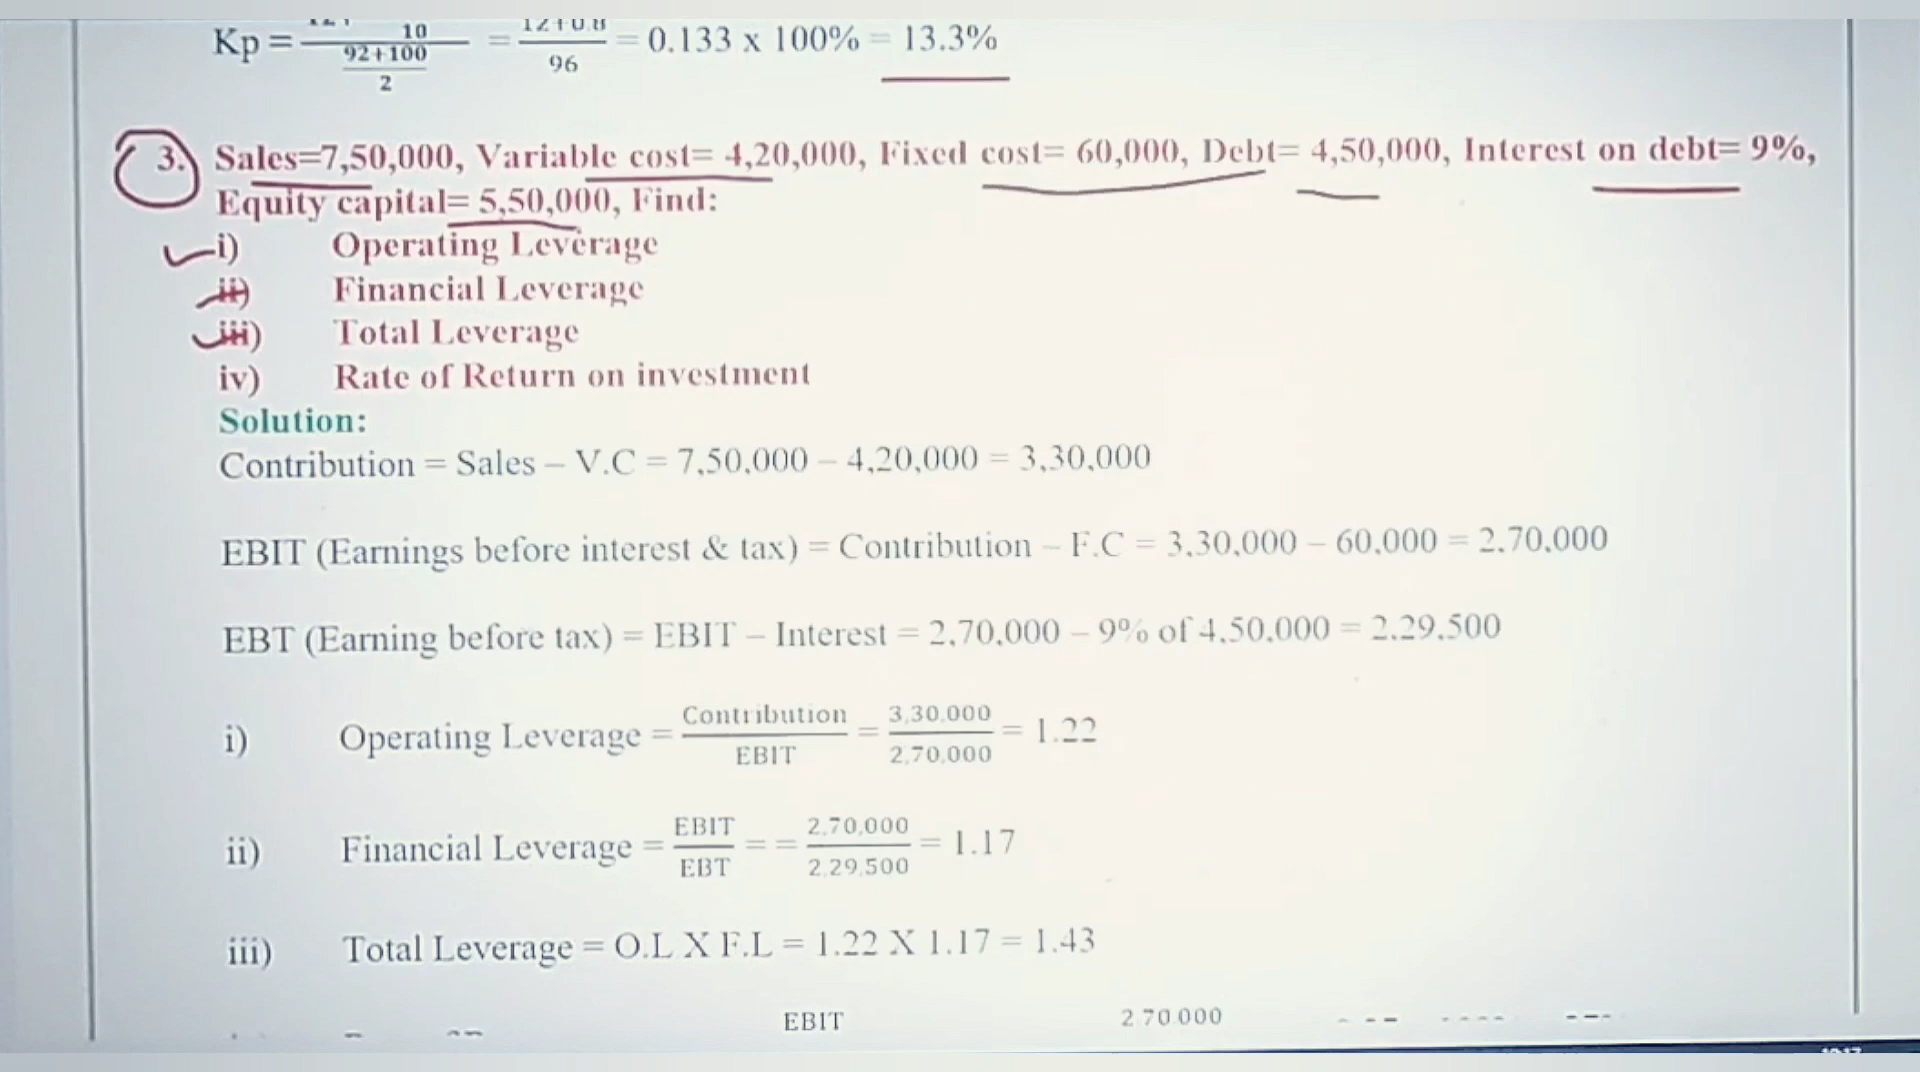 Kp = 10 / 92+100 / 2 = 12+0.8 / 96 = 0.133 x 100% = 13.3%
3. Sales=7,50,000, Variable cost= 4,20,000, Fixed cost= 60,000, Debt= 4,50,000, Interest on debt= 9%,
Equity capital= 5,50,000, Find:
i) Operating Leverage
ii) Financial Leverage
iii) Total Leverage
iv) Rate of Return on investment
Solution:
Contribution = Sales – V.C = 7,50,000 – 4,20,000 = 3,30,000
EBIT (Earnings before interest & tax) = Contribution – F.C = 3,30,000 – 60,000 = 2,70,000
EBT (Earning before tax) = EBIT – Interest = 2,70,000 – 9% of 4,50,000 = 2,29,500
i) Operating Leverage = Contribution / EBIT = 3,30,000 / 2,70,000 = 1.22
ii) Financial Leverage = EBIT / EBT = = 2,70,000 / 2,29,500 = 1.17
iii) Total Leverage = O.L X F.L = 1.22 X 1.17 = 1.43
EBIT 2 70 000